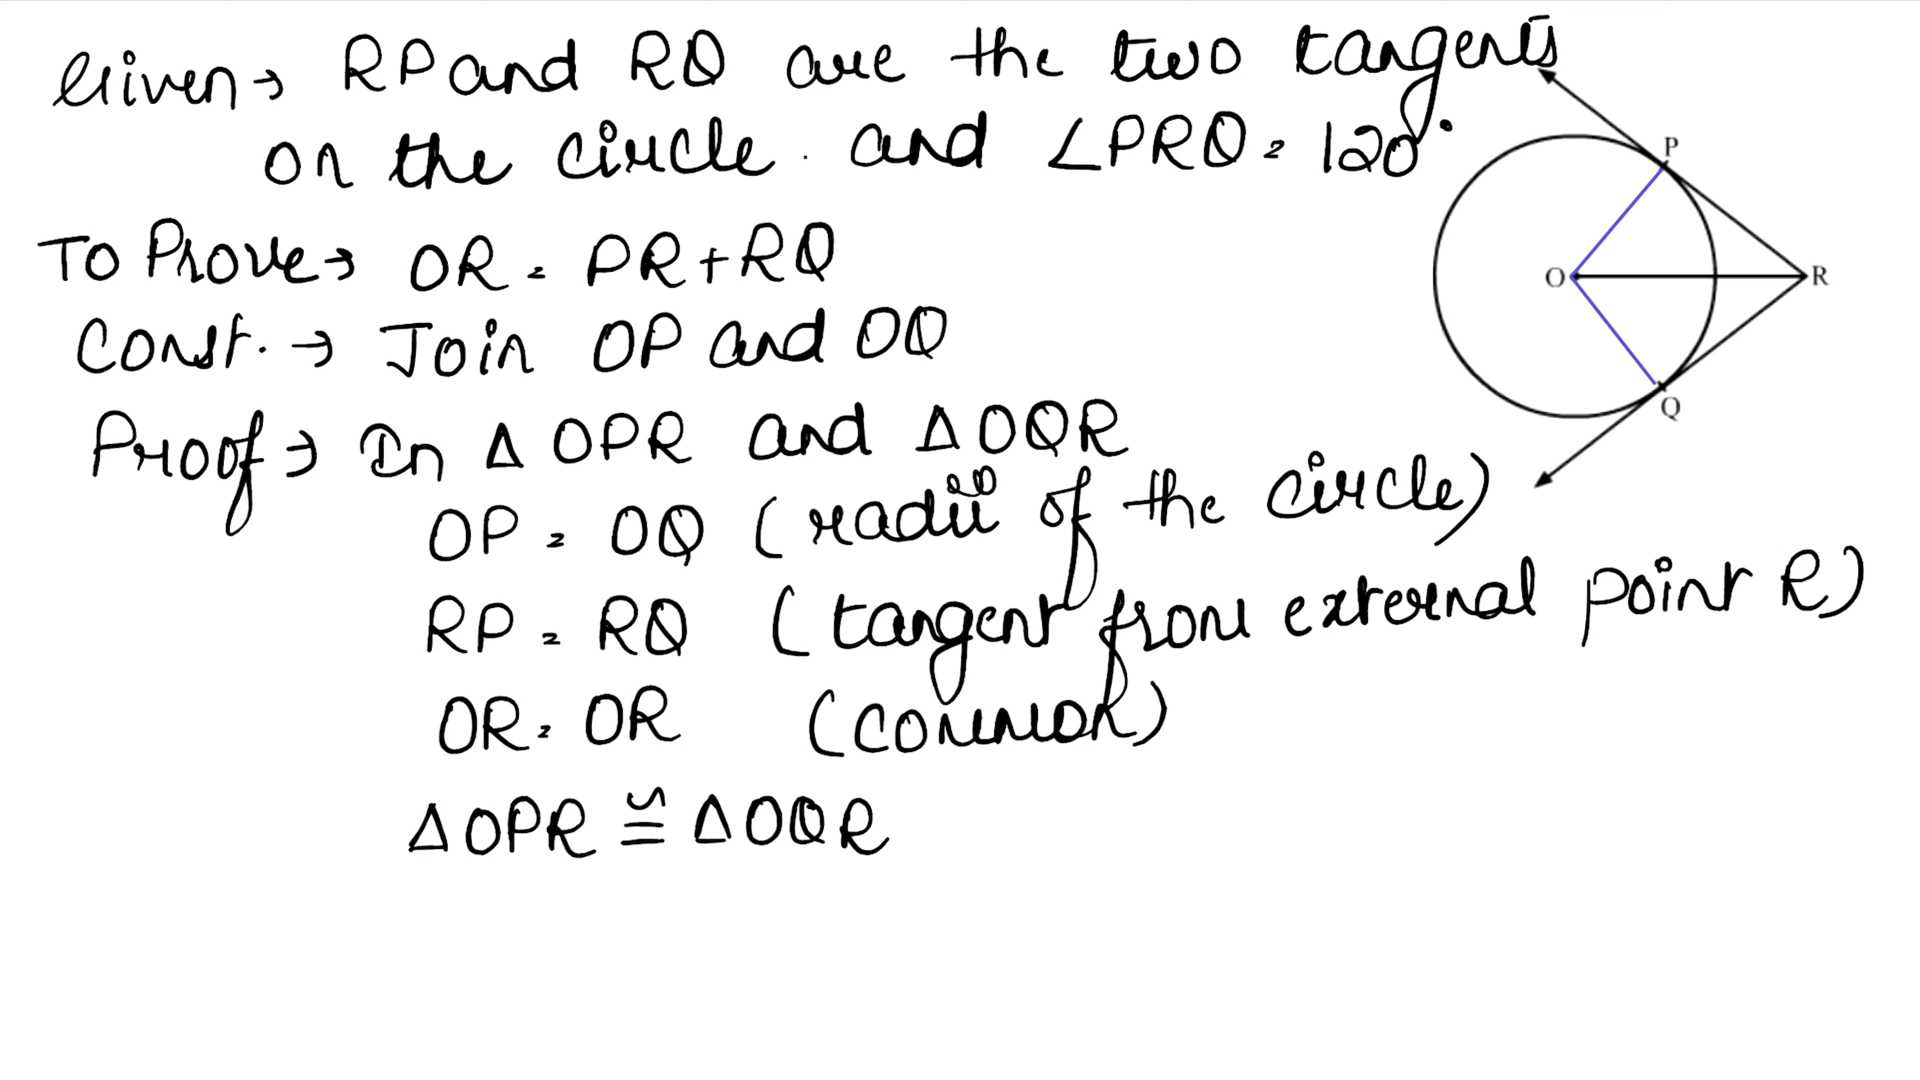 Given → RP and RQ are the two tangents
on the circle. and ∠PRQ = 120°
To Prove → OR = PR + RQ
Const. → Join OP and OQ
Proof → In Δ OPR and Δ OQR
OP = OQ (radii of the circle)
RP = RQ (tangent from external point R)
OR = OR (common)
Δ OPR ≅ Δ OQR
P
O
R
Q